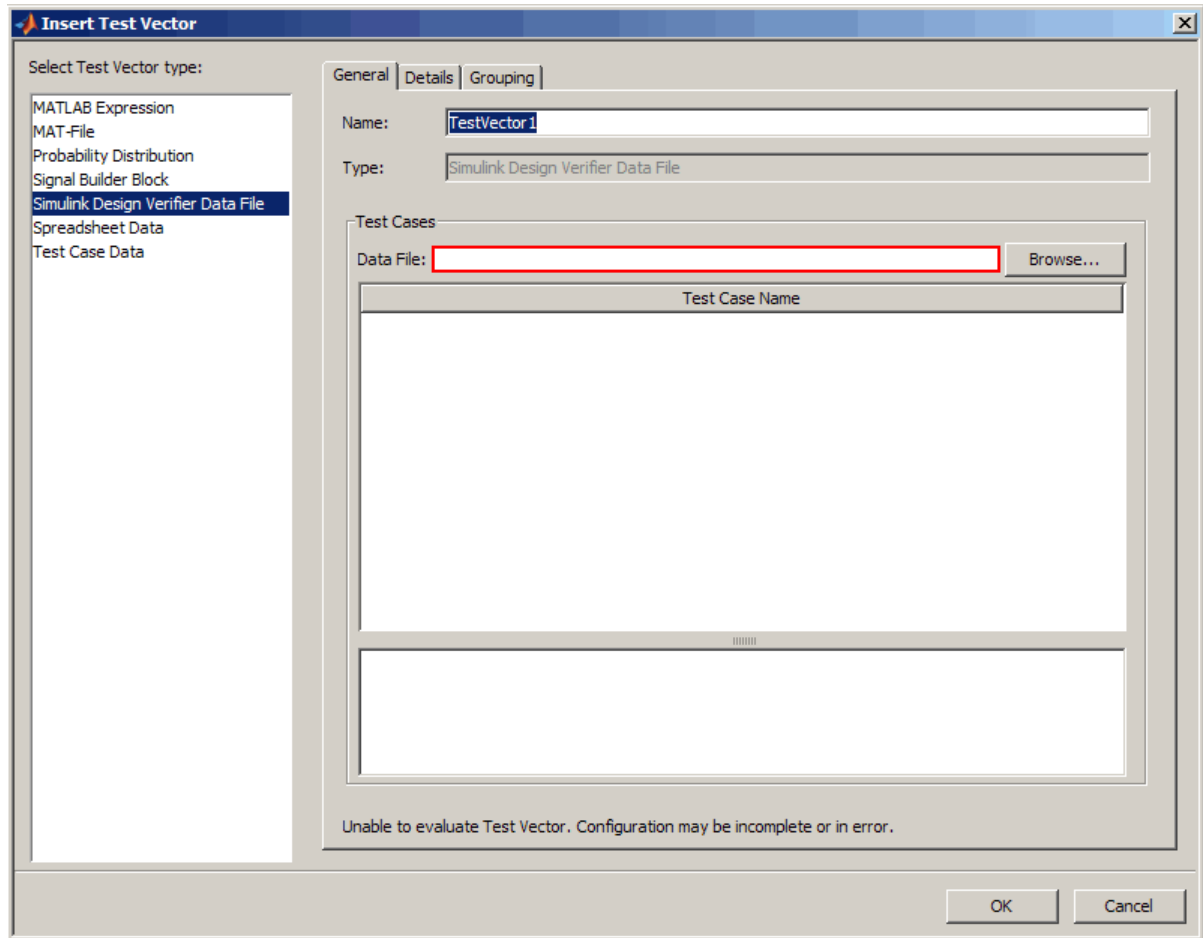 Insert Test Vector
Select Test Vector type:
MATLAB Expression
MAT-File
Probability Distribution
Signal Builder Block
Simulink Design Verifier Data File
Spreadsheet Data
Test Case Data
General Details Grouping
Name: TestVector1
Type: Simulink Design Verifier Data File
Test Cases
Data File: Browse...
Test Case Name
Unable to evaluate Test Vector. Configuration may be incomplete or in error.
OK Cancel